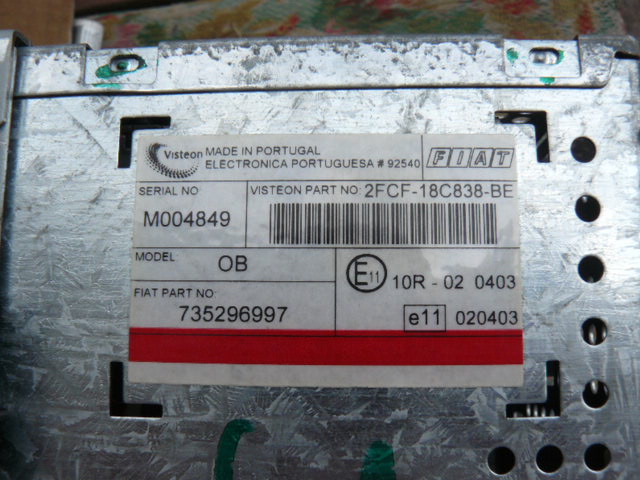 Visteon MADE IN PORTUGAL
ELECTRONICA PORTUGUESA # 92540
FIAT
SERIAL NO:
M004849
VISTEON PART NO: 2FCF-18C838-BE
MODEL OB
E11 10R - 02 0403
FIAT PART NO:
735296997
e11 020403